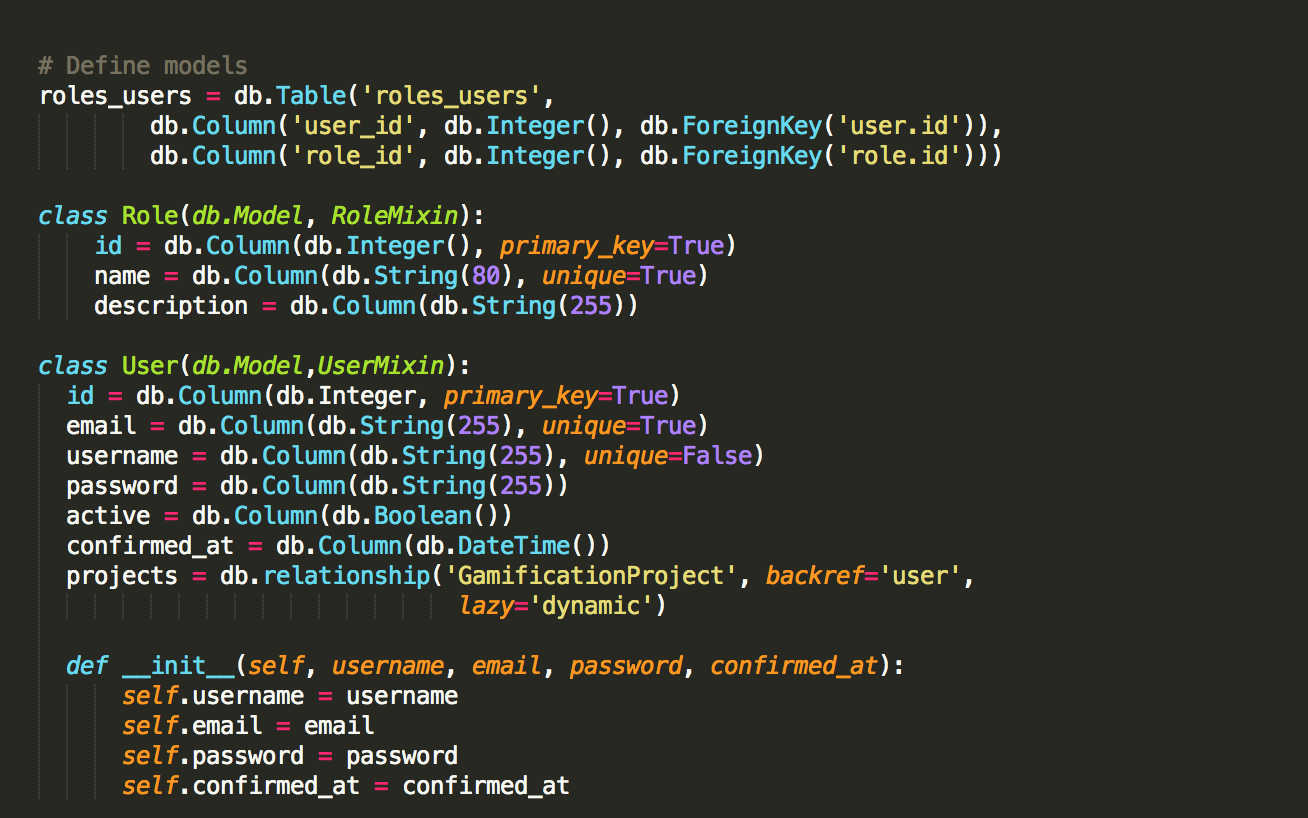 # Define models
roles_users = db.Table('roles_users',
        db.Column('user_id', db.Integer(), db.ForeignKey('user.id')),
        db.Column('role_id', db.Integer(), db.ForeignKey('role.id')))

class Role(db.Model, RoleMixin):
    id = db.Column(db.Integer(), primary_key=True)
    name = db.Column(db.String(80), unique=True)
    description = db.Column(db.String(255))

class User(db.Model,UserMixin):
  id = db.Column(db.Integer, primary_key=True)
  email = db.Column(db.String(255), unique=True)
  username = db.Column(db.String(255), unique=False)
  password = db.Column(db.String(255))
  active = db.Column(db.Boolean())
  confirmed_at = db.Column(db.DateTime())
  projects = db.relationship('GamificationProject', backref='user',
                              lazy='dynamic')

  def __init__(self, username, email, password, confirmed_at):
      self.username = username
      self.email = email
      self.password = password
      self.confirmed_at = confirmed_at